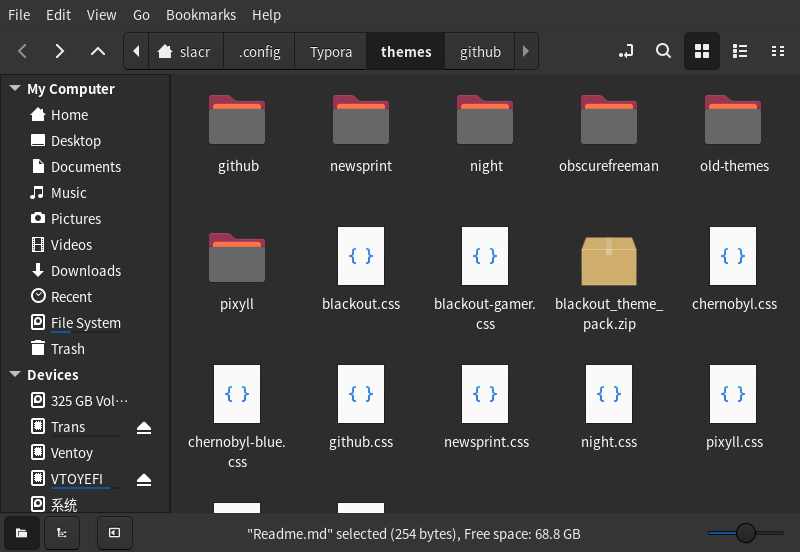 File Edit View Go Bookmarks Help
slacr .config Typora themes github
My Computer
Home
Desktop
Documents
Music
Pictures
Videos
Downloads
Recent
File System
Trash
Devices
325 GB Vol…
Trans
Ventoy
VTOYEFI
系统
github newsprint night obscurefreeman old-themes
pixyll blackout.css blackout-gamer. blackout_theme_ chernobyl.css
css pack.zip
chernobyl-blue. github.css newsprint.css night.css pixyll.css
css
"Readme.md" selected (254 bytes), Free space: 68.8 GB